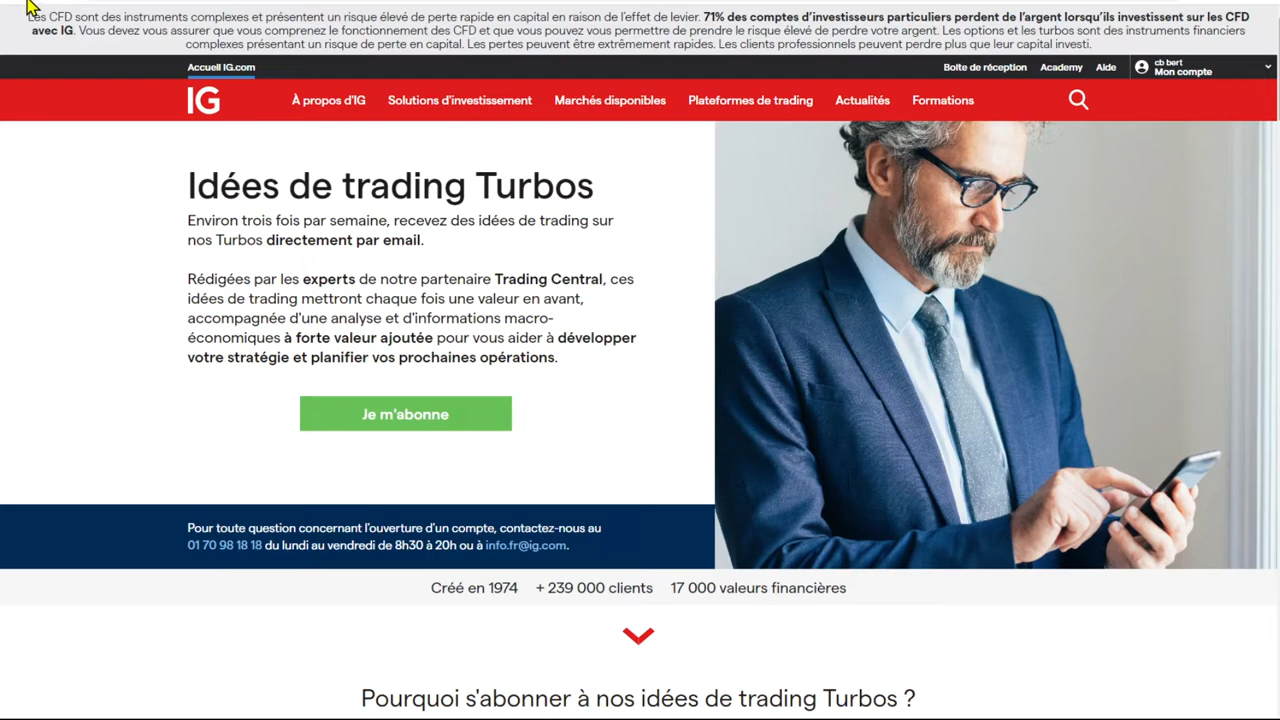 Les CFD sont des instruments complexes et présentent un risque élevé de perte rapide en capital en raison de l'effet de levier. 71% des comptes d'investisseurs particuliers perdent de l'argent lorsqu'ils investissent sur les CFD
avec IG. Vous devez vous assurer que vous comprenez le fonctionnement des CFD et que vous pouvez vous permettre de prendre le risque élevé de perdre votre argent. Les options et les turbos sont des instruments financiers
complexes présentant un risque de perte en capital. Les pertes peuvent être extrêmement rapides. Les clients professionnels peuvent perdre plus que leur capital investi.
Accueil IG.com
Boite de réception Academy Aide
cb bert
Mon compte
IG
À propos d'IG Solutions d'investissement Marchés disponibles Plateformes de trading Actualités Formations
Idées de trading Turbos
Environ trois fois par semaine, recevez des idées de trading sur
nos Turbos directement par email.
Rédigées par les experts de notre partenaire Trading Central, ces
idées de trading mettront chaque fois une valeur en avant,
accompagnée d'une analyse et d'informations macro-
économiques à forte valeur ajoutée pour vous aider à développer
votre stratégie et planifier vos prochaines opérations.
Je m'abonne
Pour toute question concernant l'ouverture d'un compte, contactez-nous au
01 70 98 18 18 du lundi au vendredi de 8h30 à 20h ou à info.fr@ig.com.
Créé en 1974 + 239 000 clients 17 000 valeurs financières
Pourquoi s'abonner à nos idées de trading Turbos ?